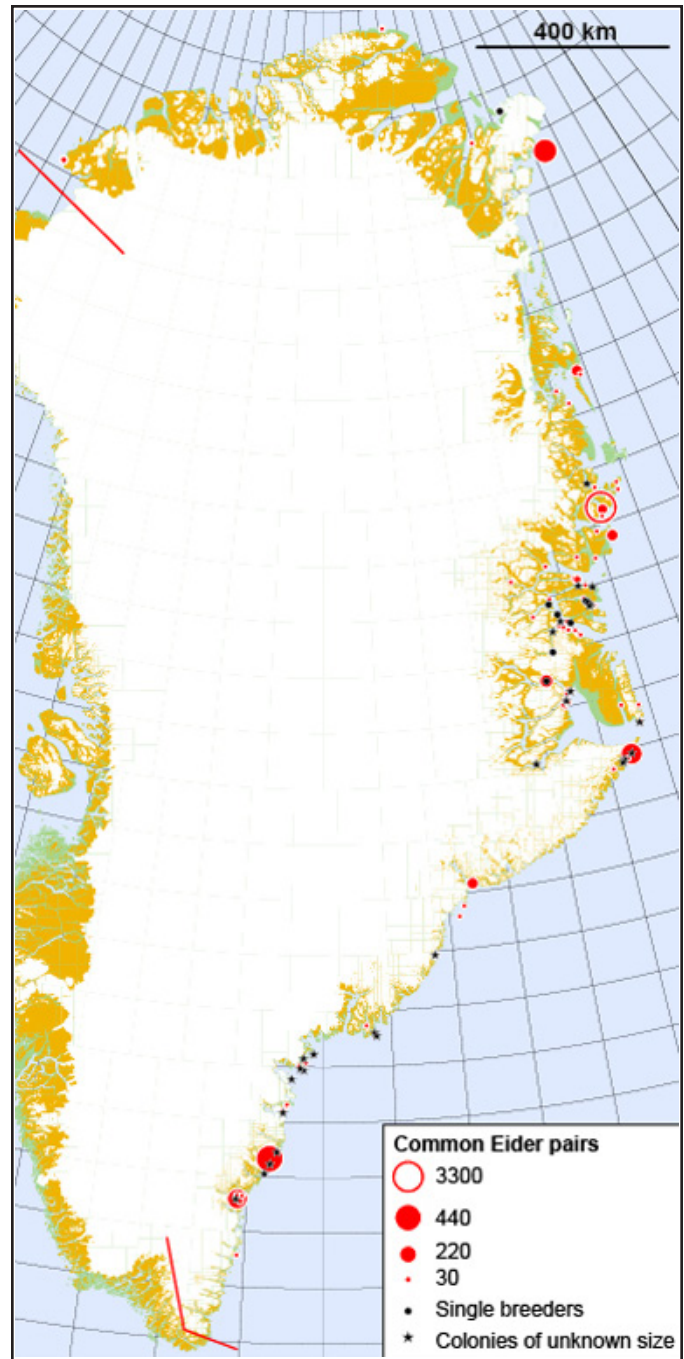 400 km
Common Eider pairs
3300
440
220
30
Single breeders
Colonies of unknown size